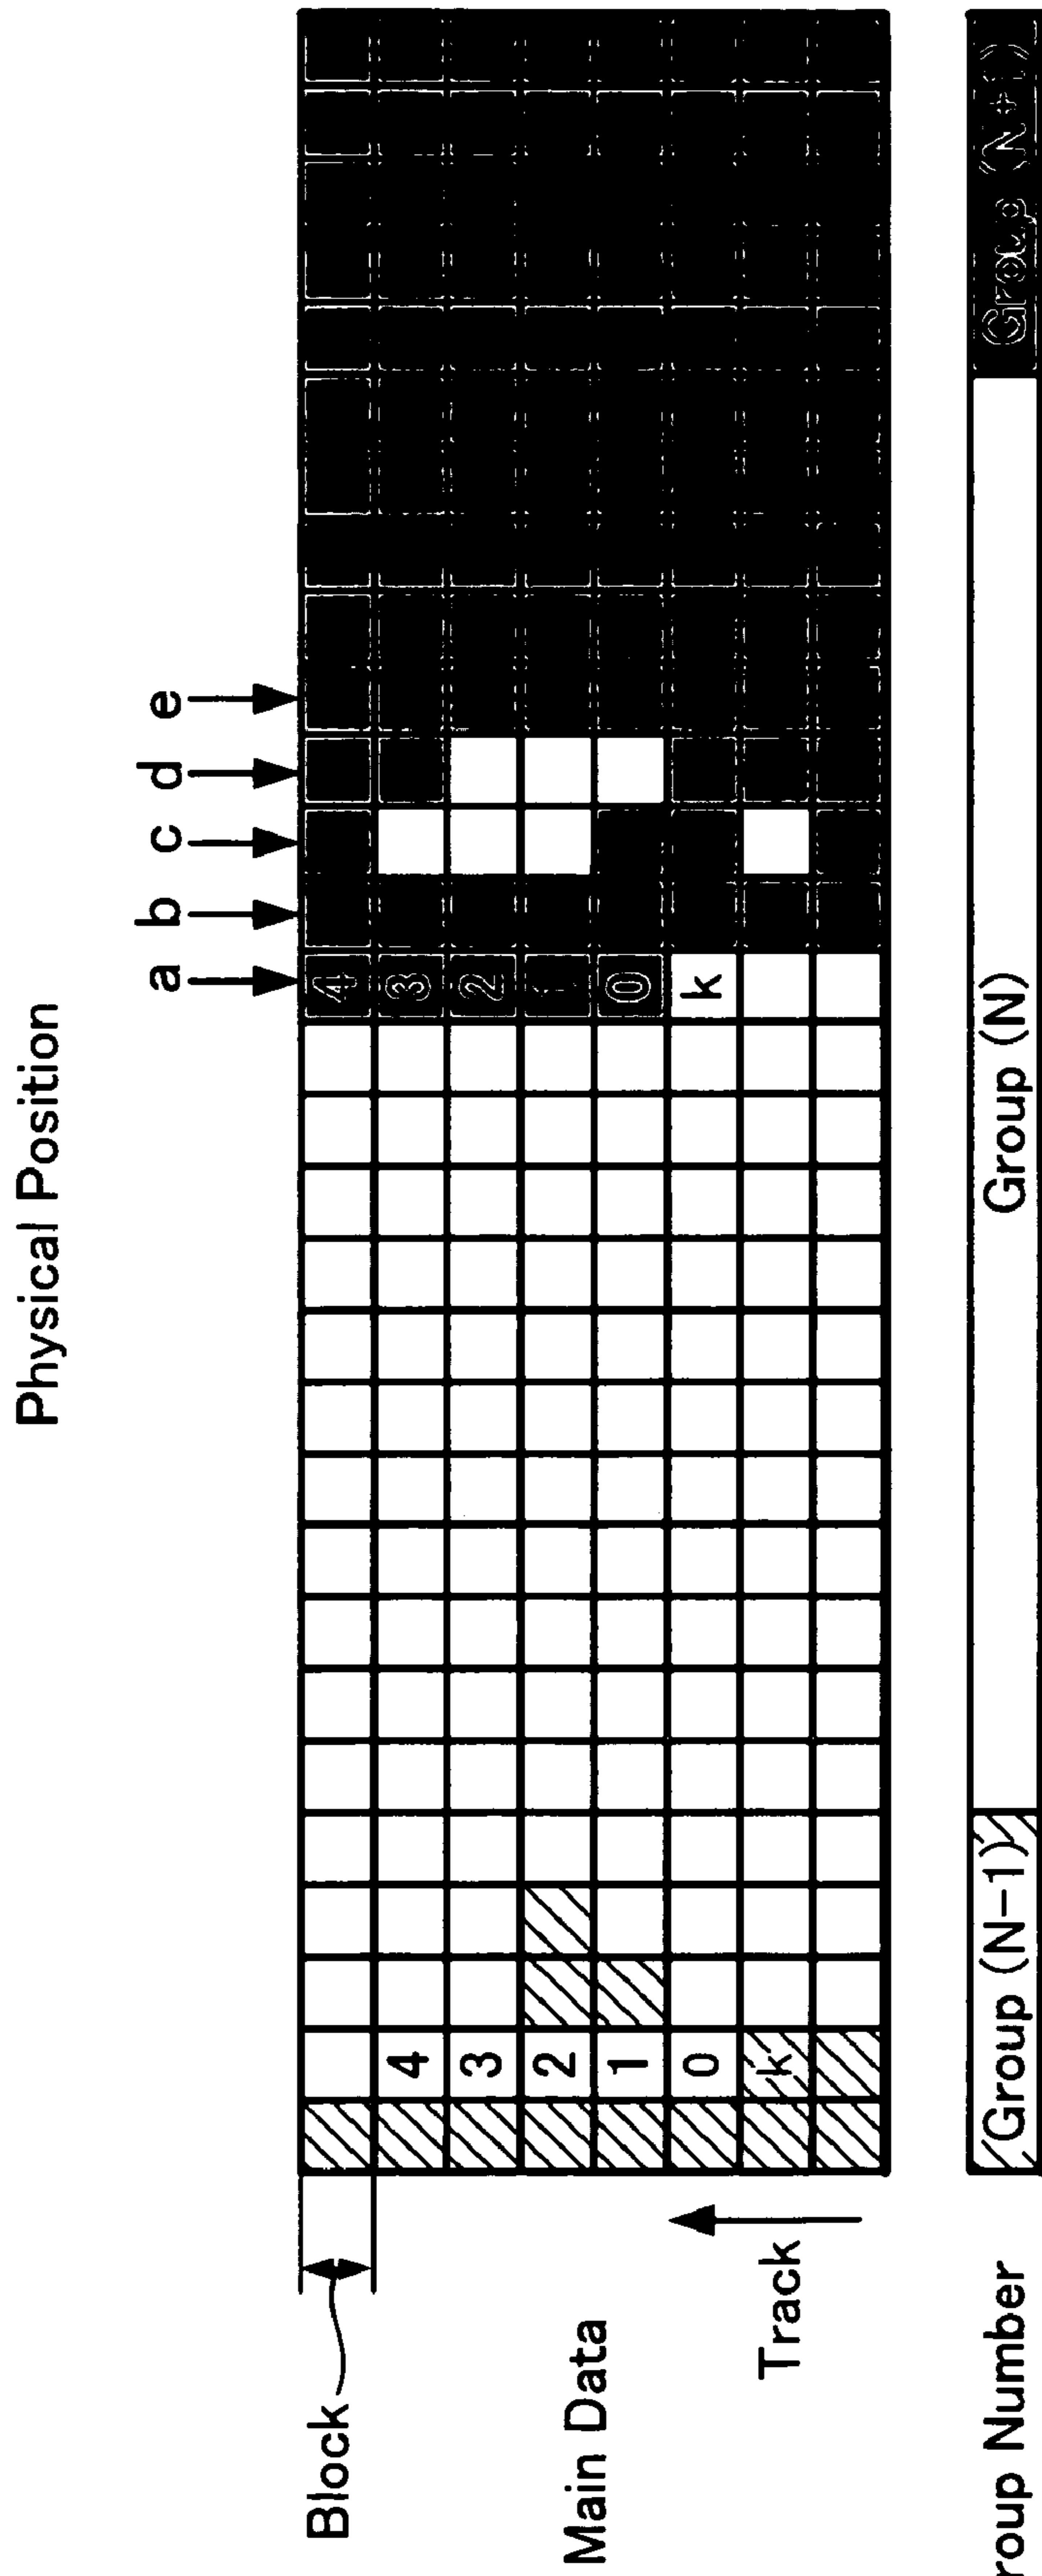 Physical Position
a b c d e
Block 4
4 3
3 2
2 1
Main Data
1 0
0 k
Track k
roup Number Group (N-1) Group (N) Group (N+1)